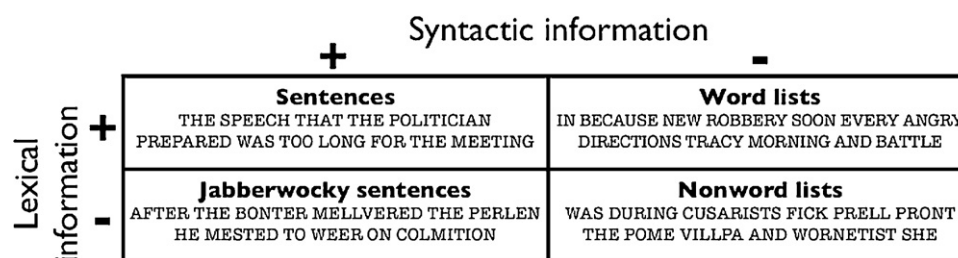 Syntactic information
+ -
Lexical
information
+
Sentences
THE SPEECH THAT THE POLITICIAN
PREPARED WAS TOO LONG FOR THE MEETING
Word lists
IN BECAUSE NEW ROBBERY SOON EVERY ANGRY
DIRECTIONS TRACY MORNING AND BATTLE
-
Jabberwocky sentences
AFTER THE BONTER MELLVERED THE PERLEN
HE MESTED TO WEER ON COLMITION
Nonword lists
WAS DURING CUSARISTS FICK PRELL PRONT
THE POME VILLPA AND WORNETIST SHE